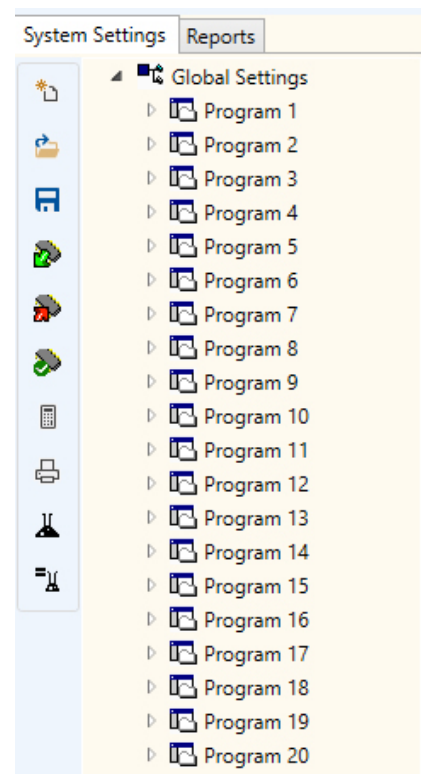 System Settings Reports
Global Settings
Program 1
Program 2
Program 3
Program 4
Program 5
Program 6
Program 7
Program 8
Program 9
Program 10
Program 11
Program 12
Program 13
Program 14
Program 15
Program 16
Program 17
Program 18
Program 19
Program 20